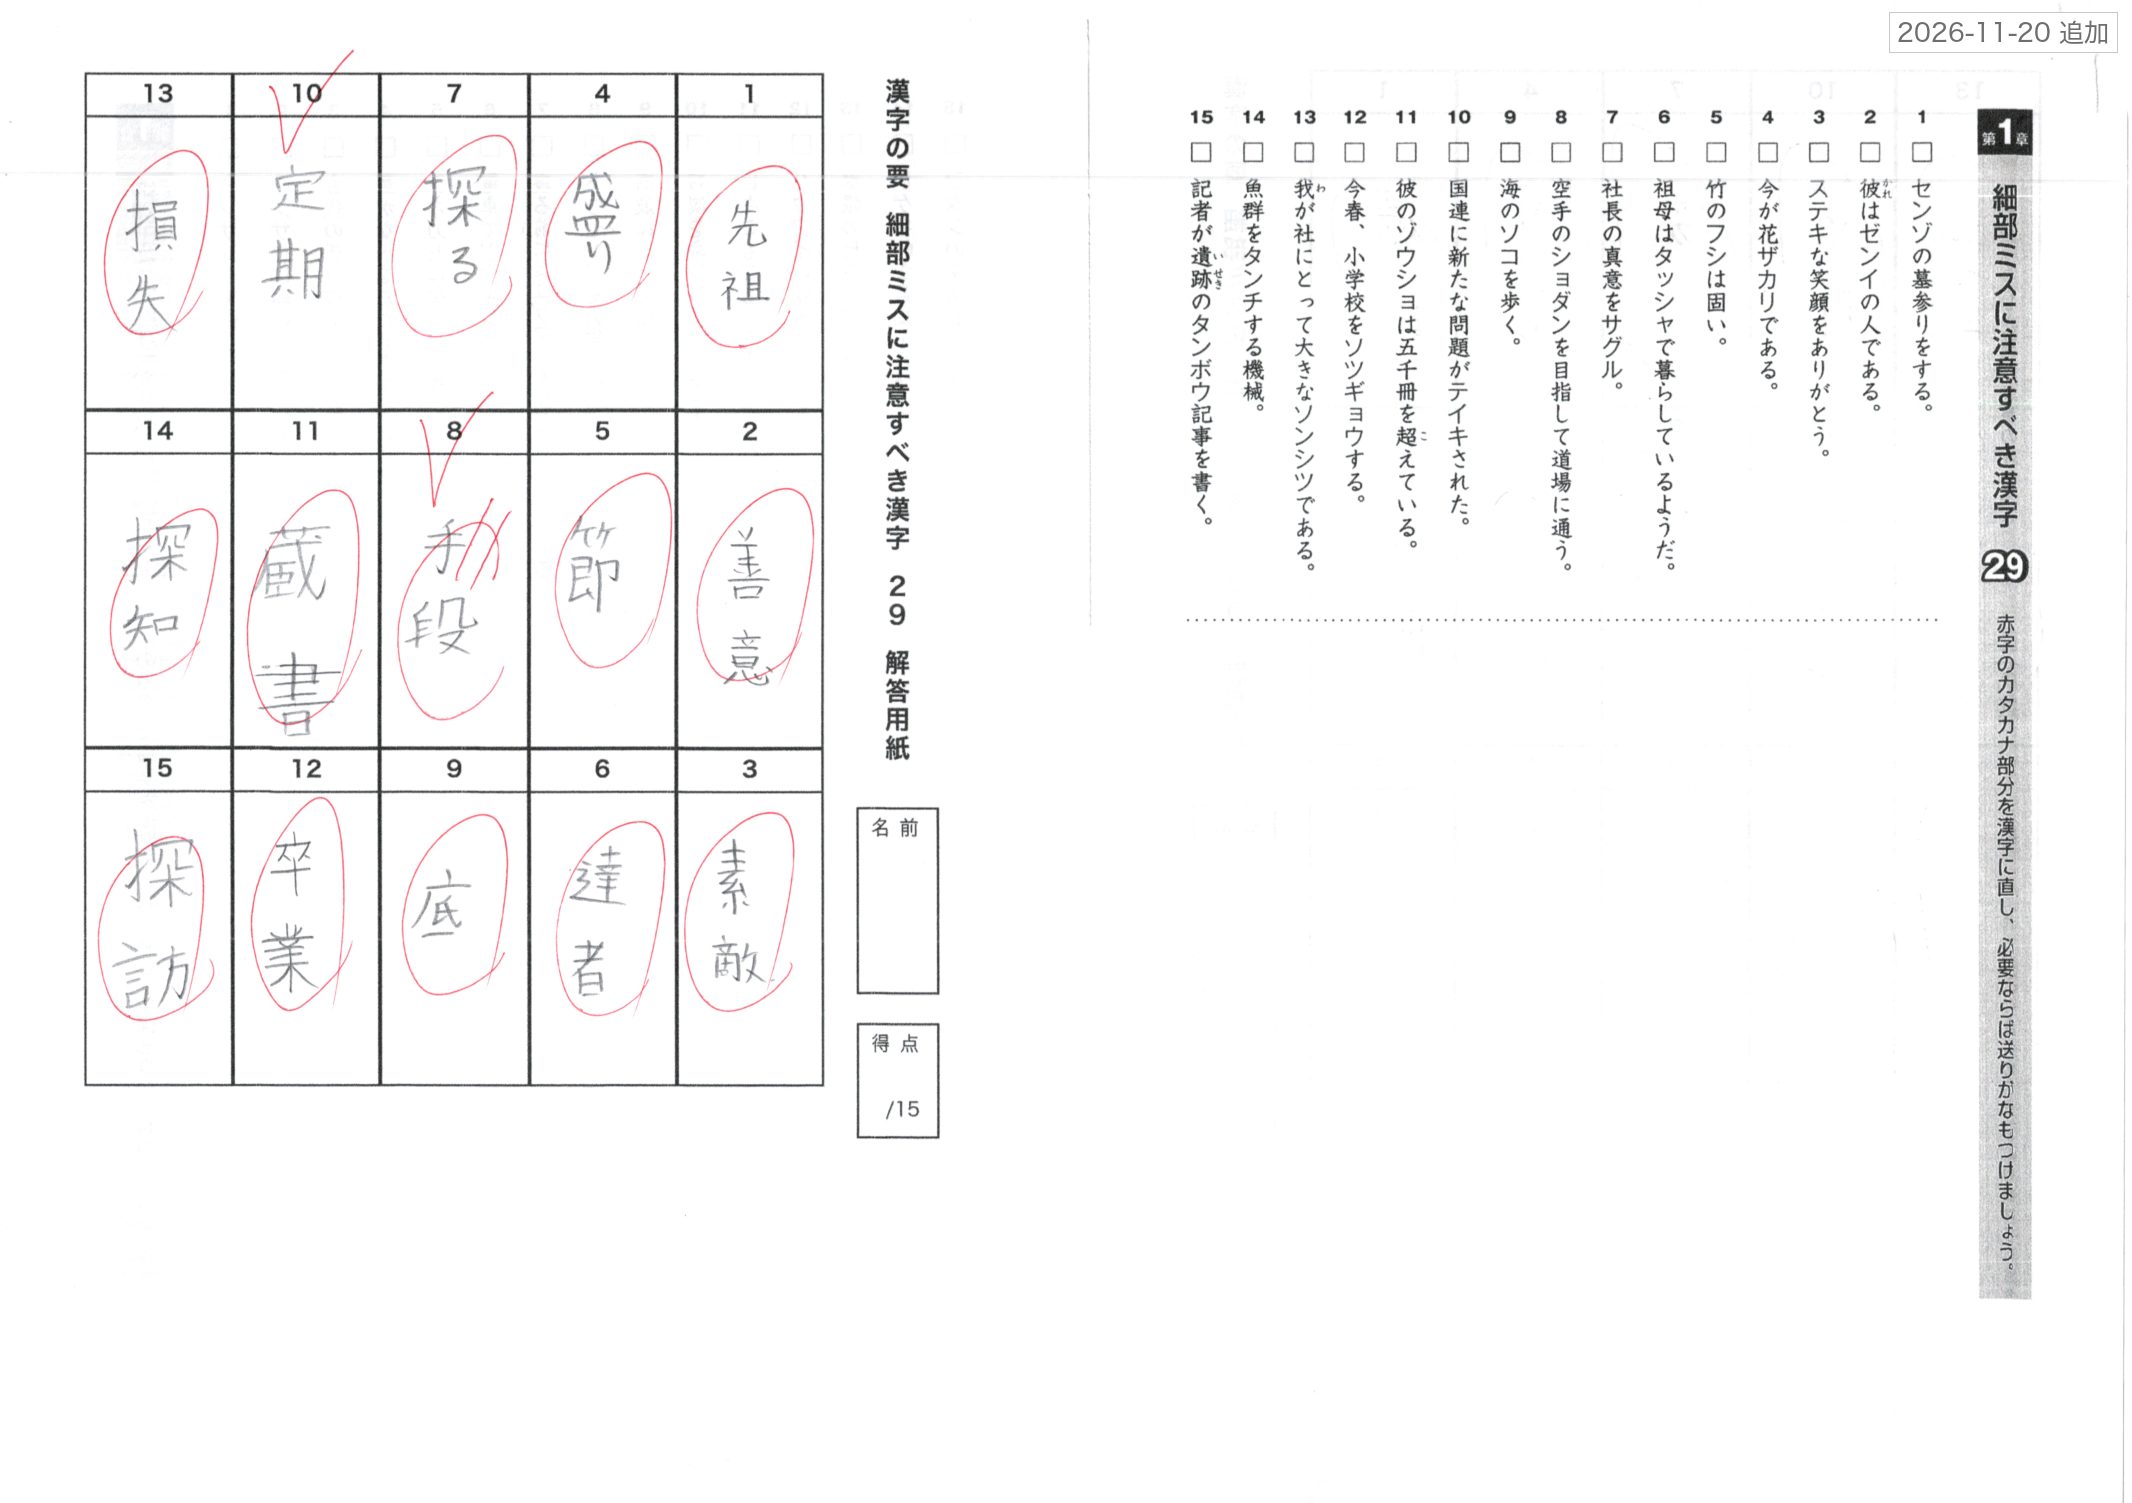 2026-11-20 追加
第1章 細部ミスに注意すべき漢字 29 赤字のカタカナ部分を漢字に直し、必要ならば送りがなもつけましょう。
1 □ センゾの墓参りをする。
2 □ 彼はゼンイの人である。
かれ
3 □ ステキな笑顔をありがとう。
4 □ 今が花ザカリである。
5 □ 竹のフシは固い。
6 □ 祖母はタッシャで暮らしているようだ。
7 □ 社長の真意をサグル。
8 □ 空手のショダンを目指して道場に通う。
9 □ 海のソコを歩く。
10 □ 国連に新たな問題がテイキされた。
11 □ 彼のゾウショは五千冊を超えている。
こ
12 □ 今春、小学校をソツギョウする。
13 □ 我が社にとって大きなソンシツである。
わ
14 □ 魚群をタンチする機械。
15 □ 記者が遺跡のタンボウ記事を書く。
いせき
漢字の要 細部ミスに注意すべき漢字 29 解答用紙
名前
得点
/15
1
先祖
2
善意
3
素敵
4
盛り
5
節
6
達者
7
探る
8
手段
9
底
10
定期
11
蔵書
12
卒業
13
損失
14
探知
15
探訪